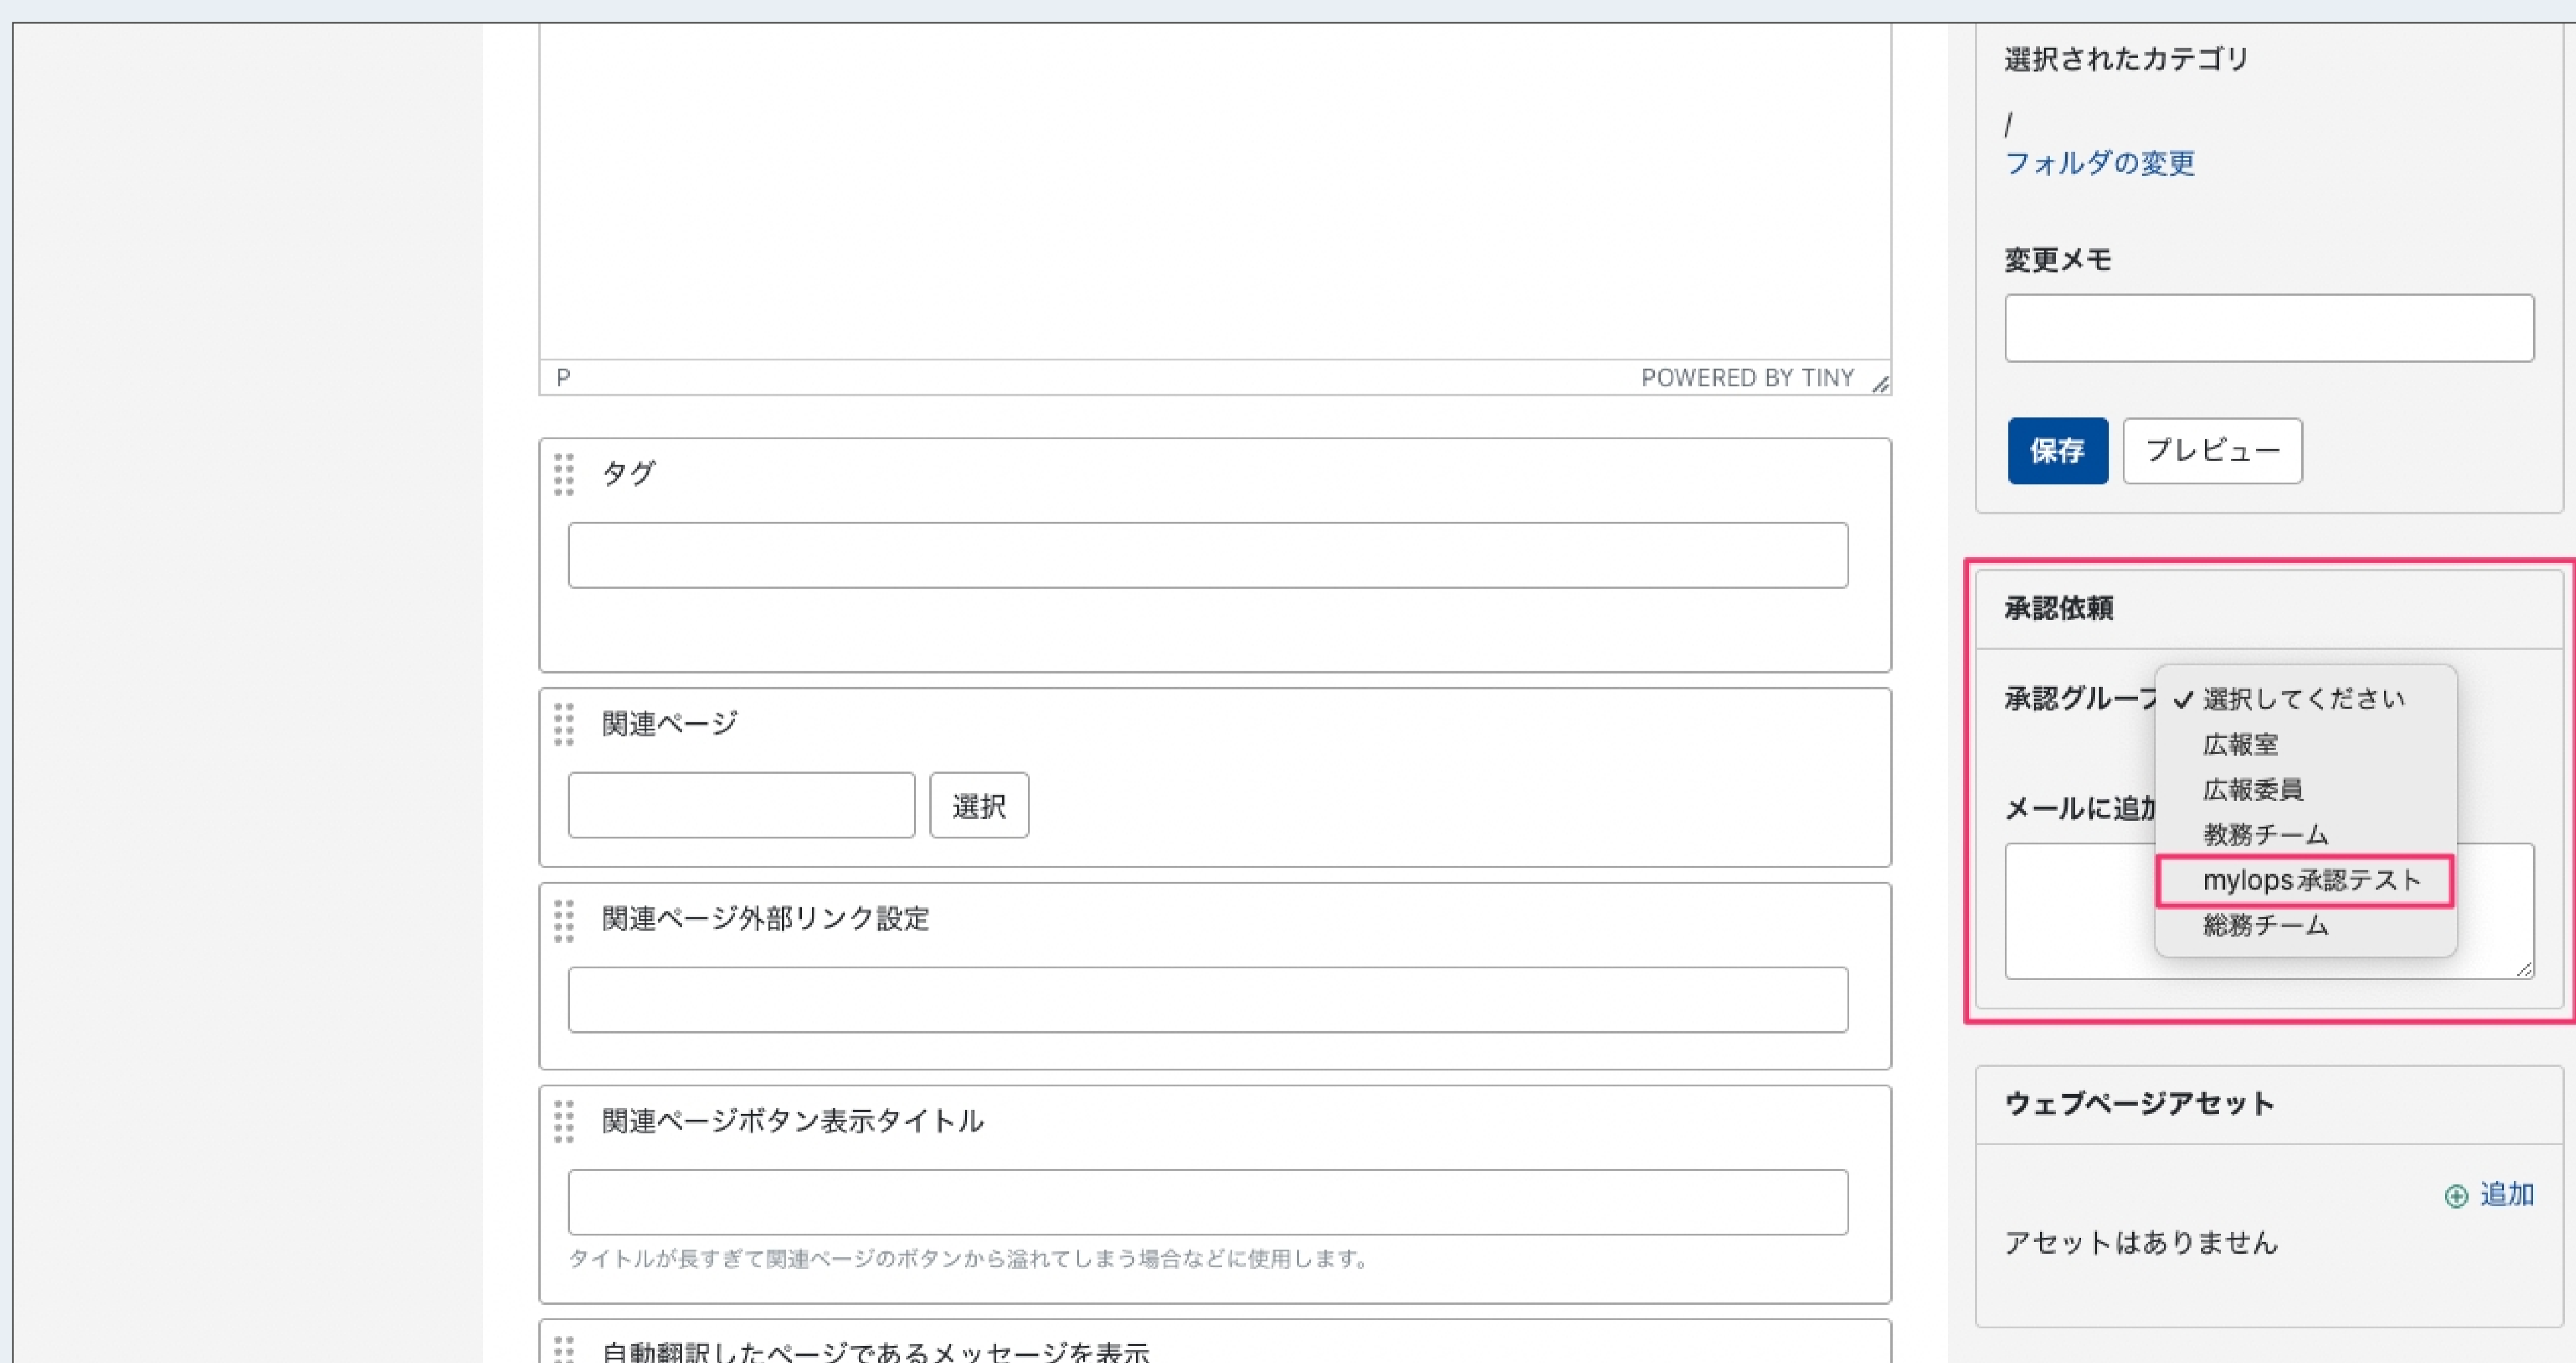 P
POWERED BY TINY
タグ
関連ページ
選択
関連ページ外部リンク設定
関連ページボタン表示タイトル
タイトルが長すぎて関連ページのボタンから溢れてしまう場合などに使用します。
自動翻訳したページであるメッセージを表示
選択されたカテゴリ
/
フォルダの変更
変更メモ
保存
プレビュー
承認依頼
承認グループ
✓ 選択してください
広報室
広報委員
教務チーム
mylops承認テスト
総務チーム
メールに追加
ウェブページアセット
追加
アセットはありません